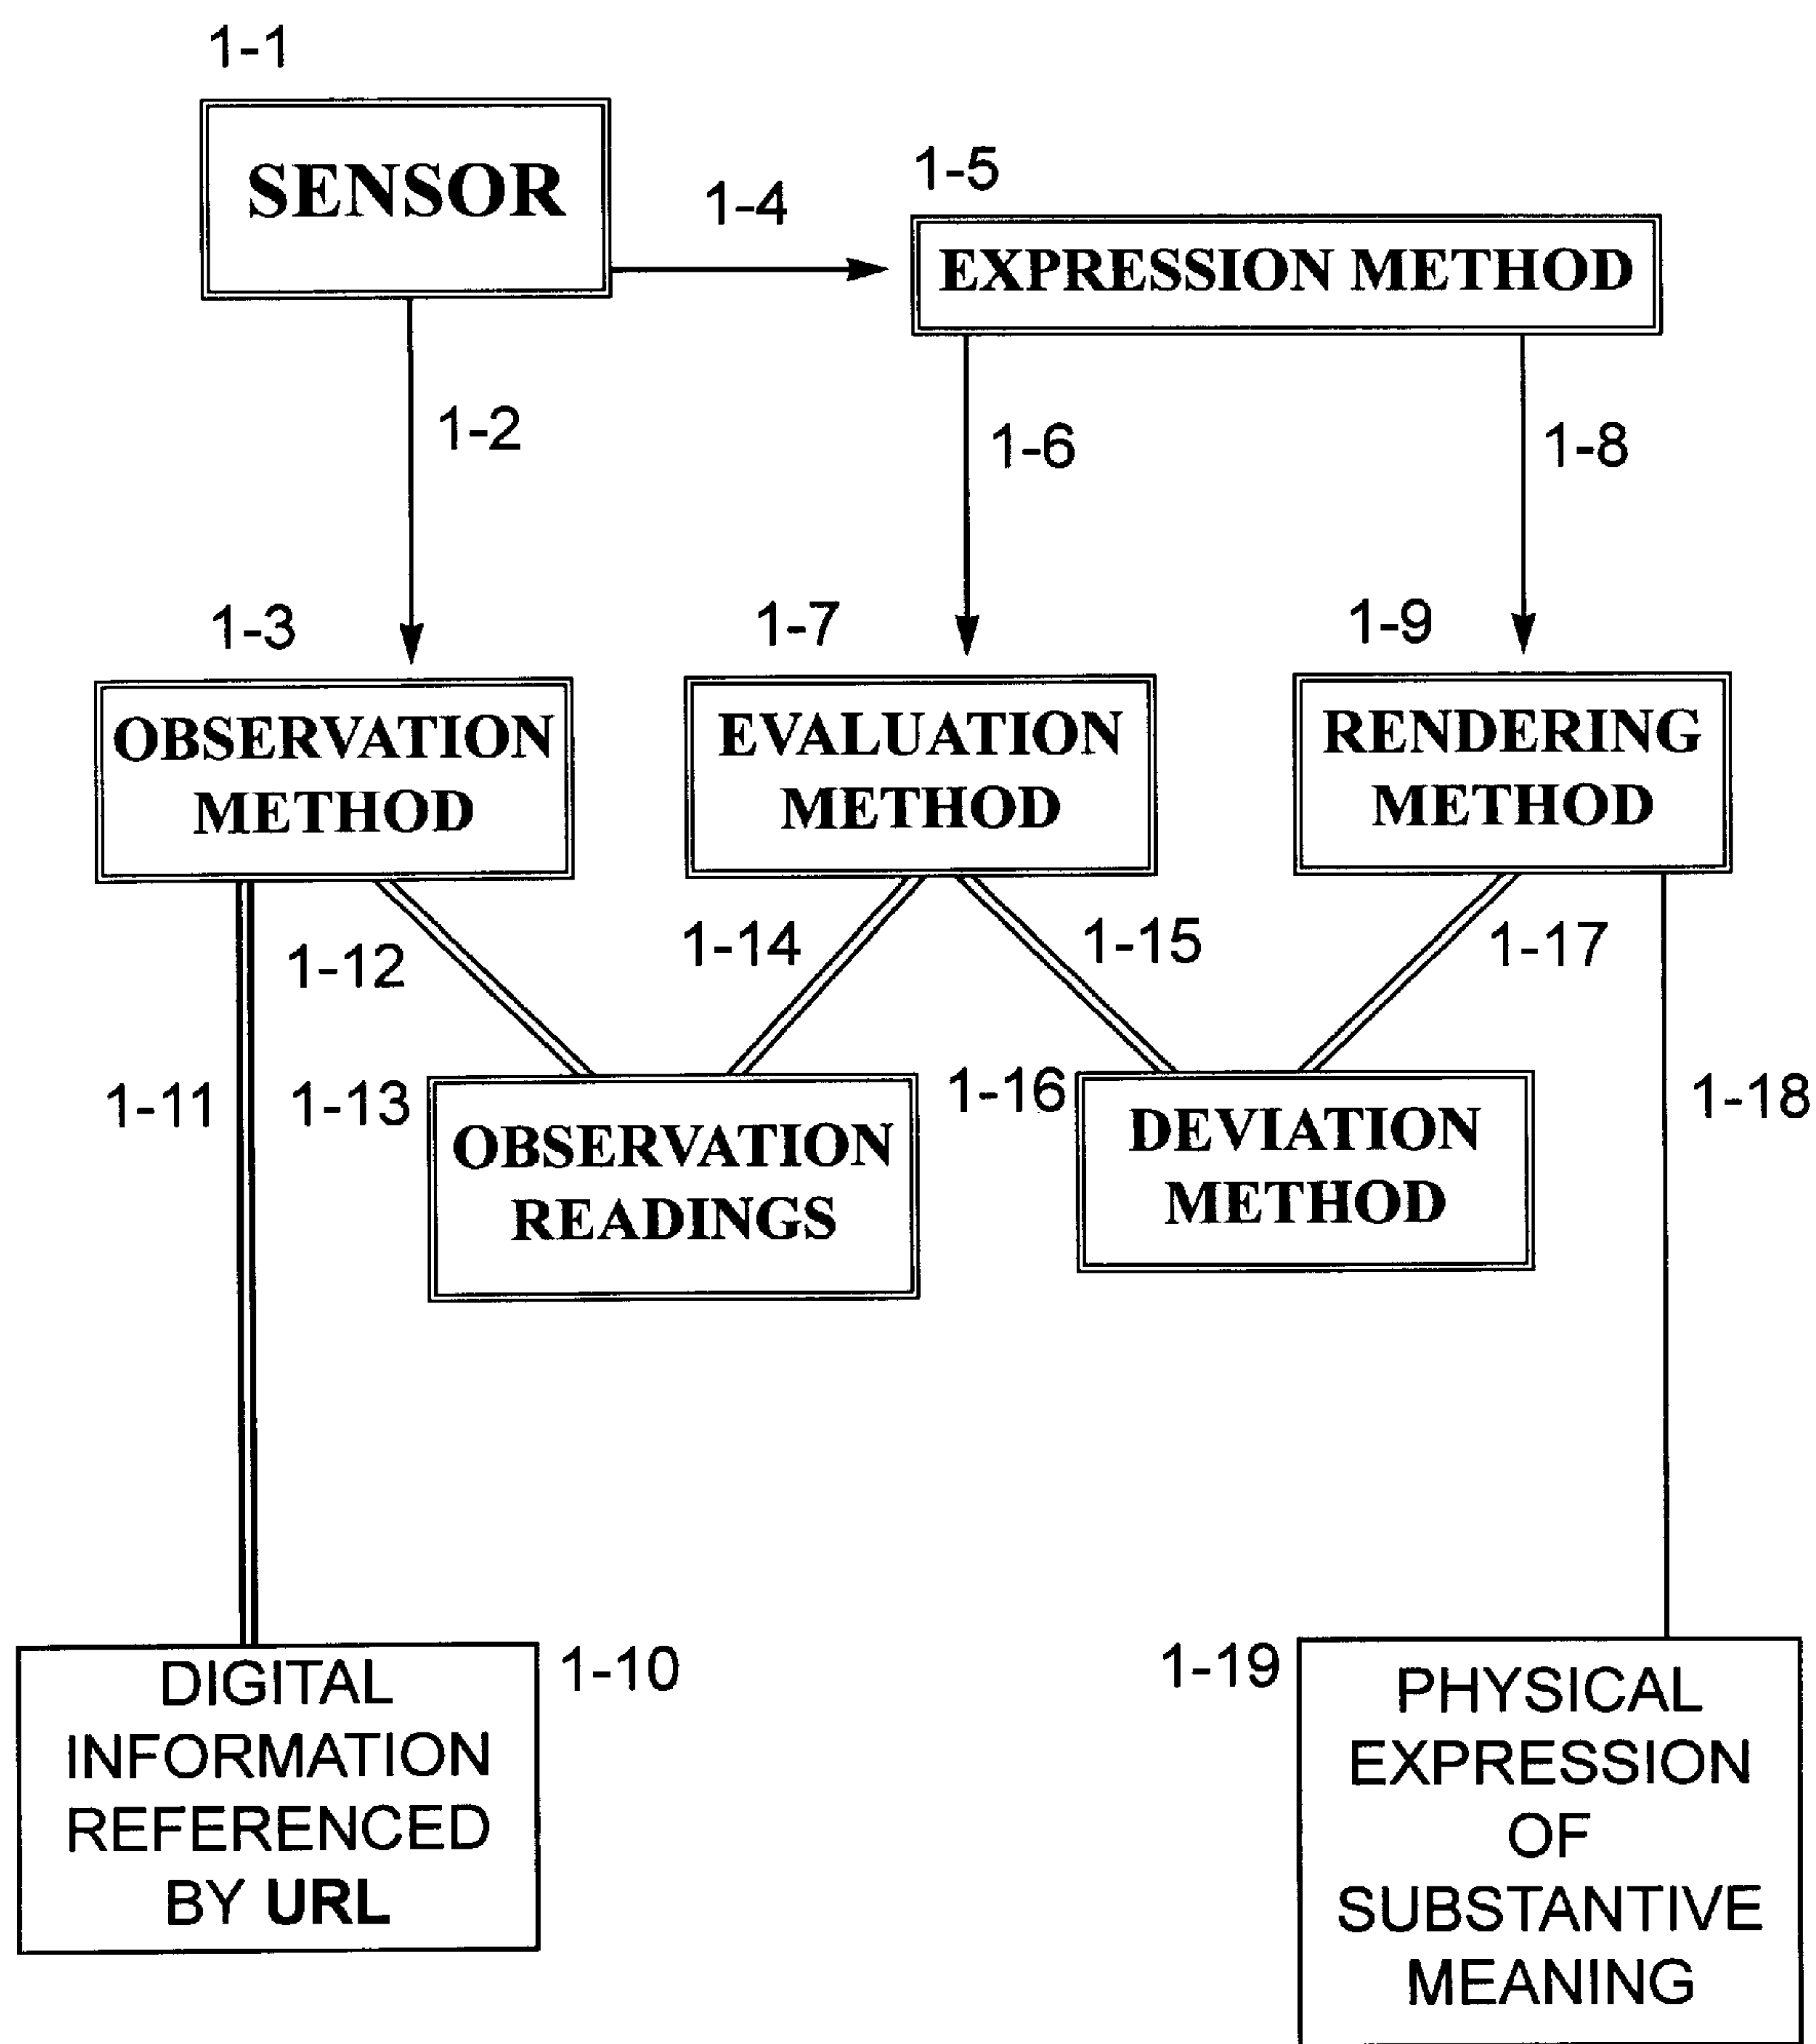 1-1
SENSOR
1-4
1-5
EXPRESSION METHOD
1-2
1-6
1-8
1-3
OBSERVATION
METHOD
1-7
EVALUATION
METHOD
1-9
RENDERING
METHOD
1-12
1-14
1-15
1-17
1-11
1-13
OBSERVATION
READINGS
1-16
DEVIATION
METHOD
1-18
DIGITAL
INFORMATION
REFERENCED
BY URL
1-10
1-19
PHYSICAL
EXPRESSION
OF
SUBSTANTIVE
MEANING